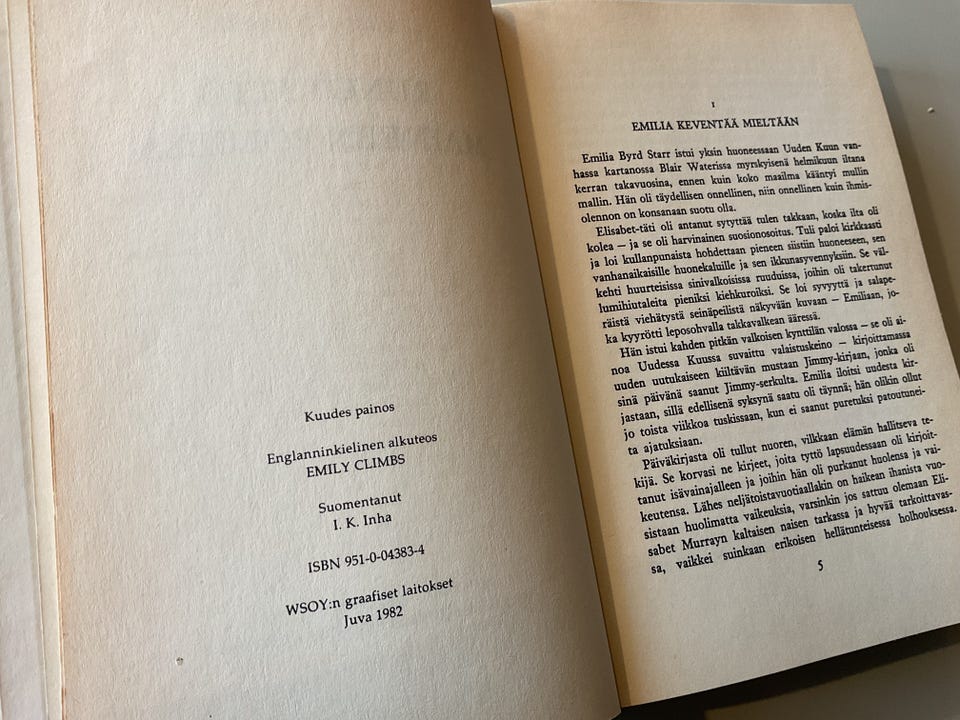 Kuudes painos
Englanninkielinen alkuteos
EMILY CLIMBS
Suomentanut
I. K. Inha
ISBN 951-0-04383-4
WSOY:n graafiset laitokset
Juva 1982
I
EMILIA KEVENTÄÄ MIELTÄÄN
Emilia Byrd Starr istui yksin huoneessaan Uuden Kuun van-
hassa kartanossa Blair Waterissa myrskyisenä helmikuun iltana
kerran takavuosina, ennen kuin koko maailma kääntyi mullin
mallin. Hän oli täydellisen onnellinen, niin onnellinen kuin ihmis-
olennon on konsanaan suotu olla.
Elisabet-täti oli antanut sytyttää tulen takkaan, koska ilta oli
kolea — ja se oli harvinainen suosionosoitus. Tuli paloi kirkkaasti
ja loi kullanpunaista hohdettaan pieneen siistiin huoneeseen, sen
vanhanaikaisille huonekaluille ja sen ikkunasyvennyksiin. Se väl-
kehti huurteisissa sinivalkoisissa ruuduissa, joihin oli takertunut
lumihiutaleita pieniksi kiehkuroiksi. Se loi syvyyttä ja salape-
räistä viehätystä seinäpeilistä näkyvään kuvaan — Emiliaan, jo-
ka kyyrötti leposohvalla takkavalkean ääressä.
Hän istui kahden pitkän valkoisen kynttilän valossa — se oli ai-
noa Uudessa Kuussa suvaittu valaistuskeino — kirjoittamassa
uuden uutukaiseen kiiltävän mustaan Jimmy-kirjaan, jonka oli
sinä päivänä saanut Jimmy-serkulta. Emilia iloitsi uudesta kir-
jastaan, sillä edellisenä syksynä saatu oli täynnä; hän olikin ollut
jo toista viikkoa tuskissaan, kun ei saanut puretuksi patoutunei-
ta ajatuksiaan.
Päiväkirjasta oli tullut nuoren, vilkkaan elämän hallitseva te-
kijä. Se korvasi ne kirjeet, joita tyttö lapsuudessaan oli kirjoit-
tanut isävainajalleen ja joihin hän oli purkanut huolensa ja vai-
keutensa. Lähes neljätoistavuotiaallakin on haikean ihanista vuo-
sistaan huolimatta vaikeuksia, varsinkin jos sattuu olemaan Eli-
sabet Murrayn kaltaisen naisen tarkassa ja hyvää tarkoittavas-
sa, vaikkei suinkaan erikoisen hellätunteisessa holhouksessa.
5